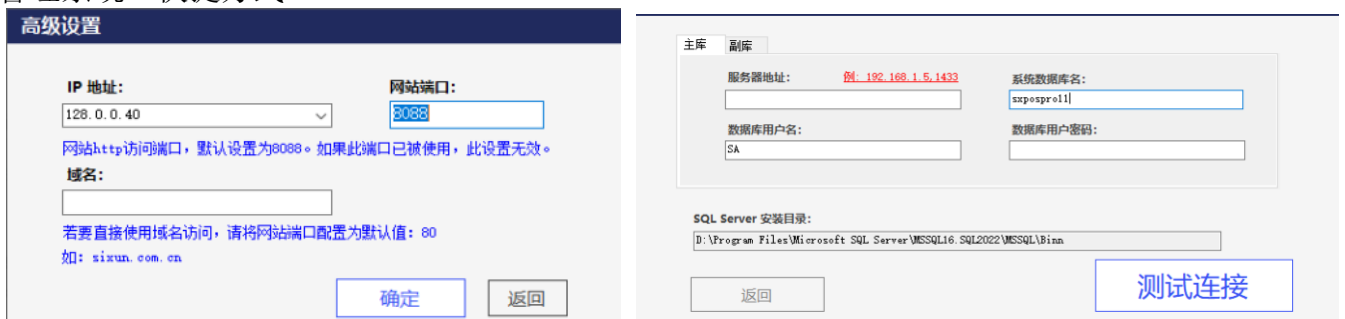 高级设置
IP 地址：
网站端口：
128.0.0.40
8088
网站http访问端口，默认设置为8088。如果此端口已被使用，此设置无效。
域名：
若要直接使用域名访问，请将网站端口配置为默认值：80
如：sixun.com.cn
确定
返回
主库
副库
服务器地址：
例：192.168.1.5,1433
系统数据库名：
sxpospro11
数据库用户名：
数据库用户密码：
SA
SQL Server 安装目录：
D:\Program Files\Microsoft SQL Server\MSSQL16.SQL2022\MSSQL\Binn
返回
测试连接